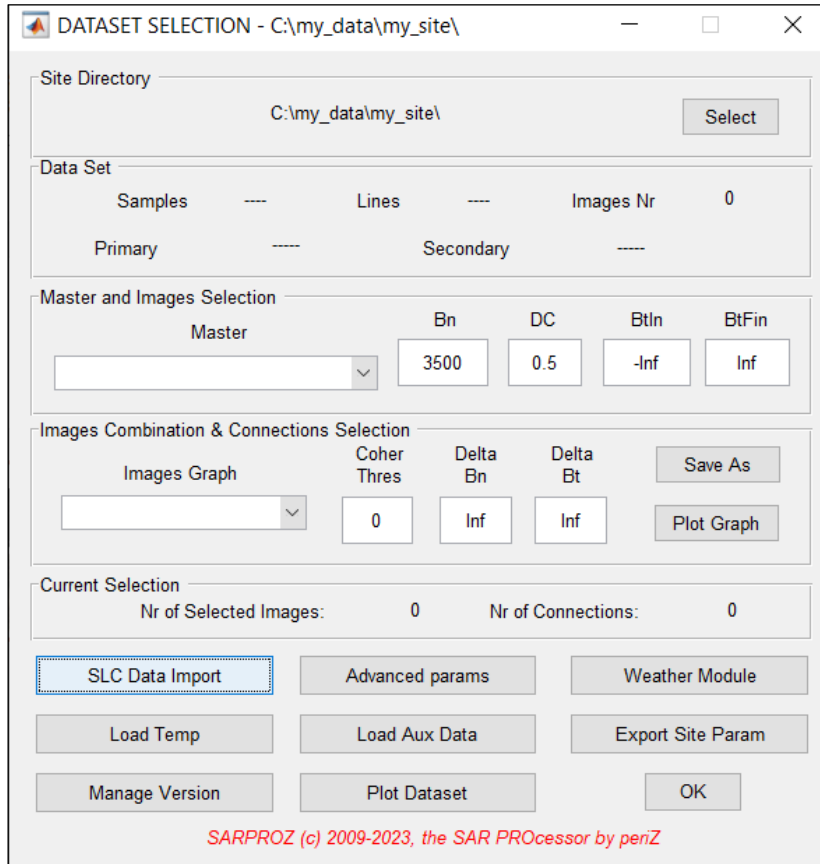 DATASET SELECTION - C:\my_data\my_site\
Site Directory
C:\my_data\my_site\ Select
Data Set
Samples ---- Lines ---- Images Nr 0
Primary ----- Secondary -----
Master and Images Selection
Master Bn DC BtIn BtFin
3500 0.5 -Inf Inf
Images Combination & Connections Selection
Images Graph Coher Thres Delta Bn Delta Bt Save As
0 Inf Inf Plot Graph
Current Selection
Nr of Selected Images: 0 Nr of Connections: 0
SLC Data Import Advanced params Weather Module
Load Temp Load Aux Data Export Site Param
Manage Version Plot Dataset OK
SARPROZ (c) 2009-2023, the SAR PROcessor by periZ